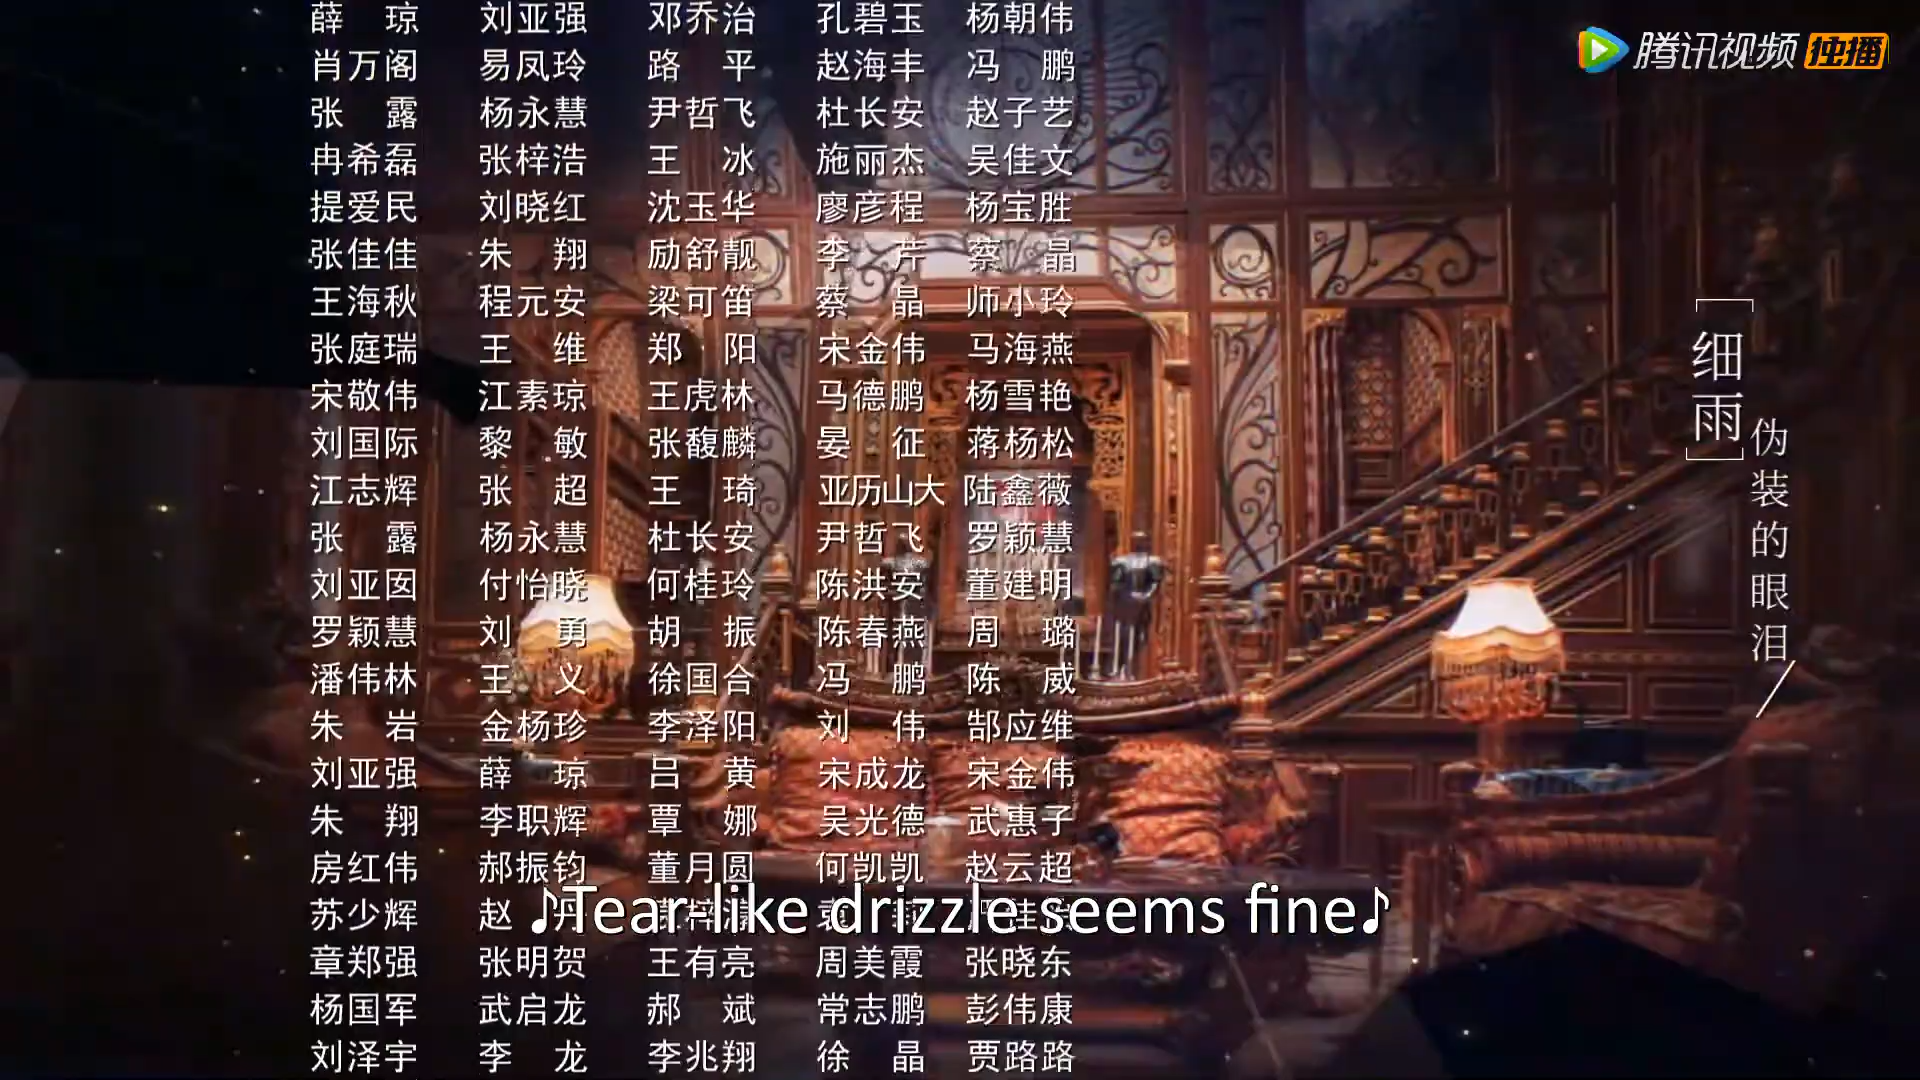 薛 琼 刘亚强 邓乔治 孔碧玉 杨朝伟
肖万阁 易凤玲 路 平 赵海丰 冯 鹏
张 露 杨永慧 尹哲飞 杜长安 赵子艺
冉希磊 张梓浩 王 冰 施丽杰 吴佳文
提爱民 刘晓红 沈玉华 廖彦程 杨宝胜
张佳佳 朱 翔 励舒靓 李 芹 蔡 晶
王海秋 程元安 梁可笛 蔡 晶 师小玲
张庭瑞 王 维 郑 阳 宋金伟 马海燕
宋敬伟 江素琼 王虎林 马德鹏 杨雪艳
刘国际 黎 敏 张馥麟 晏 征 蒋杨松
江志辉 张 超 王 琦 亚历山大 陆鑫薇
张 露 杨永慧 杜长安 尹哲飞 罗颖慧
刘亚囡 付怡晓 何桂玲 陈洪安 董建明
罗颖慧 刘 勇 胡 振 陈春燕 周 璐
潘伟林 王 义 徐国合 冯 鹏 陈 威
朱 岩 金杨珍 李泽阳 刘 伟 郜应维
刘亚强 薛 琼 吕 黄 宋成龙 宋金伟
朱 翔 李职辉 覃 娜 吴光德 武惠子
房红伟 郝振钧 董月圆 何凯凯 赵云超
苏少辉 赵 丹
♪Tear-like drizzle seems fine♪
章郑强 张明贺 王有亮 周美霞 张晓东
杨国军 武启龙 郝 斌 常志鹏 彭伟康
刘泽宇 李 龙 李兆翔 徐 晶 贾路路
腾讯视频 独播
细雨
伪装的眼泪